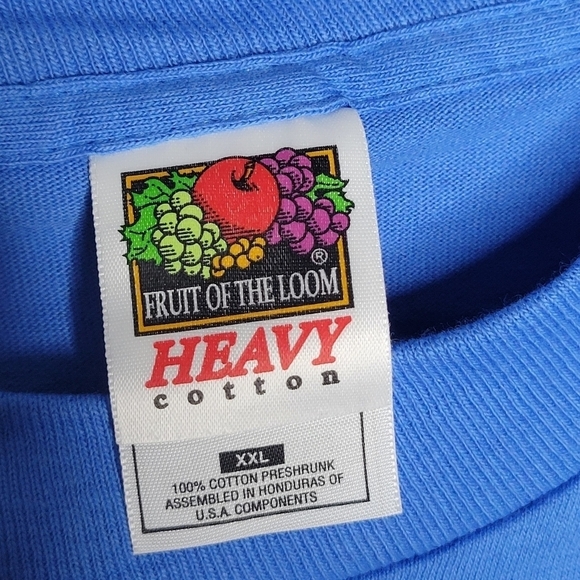 ®
FRUIT OF THE LOOM
HEAVY
cotton
XXL
100% COTTON PRESHRUNK
ASSEMBLED IN HONDURAS OF
U.S.A. COMPONENTS